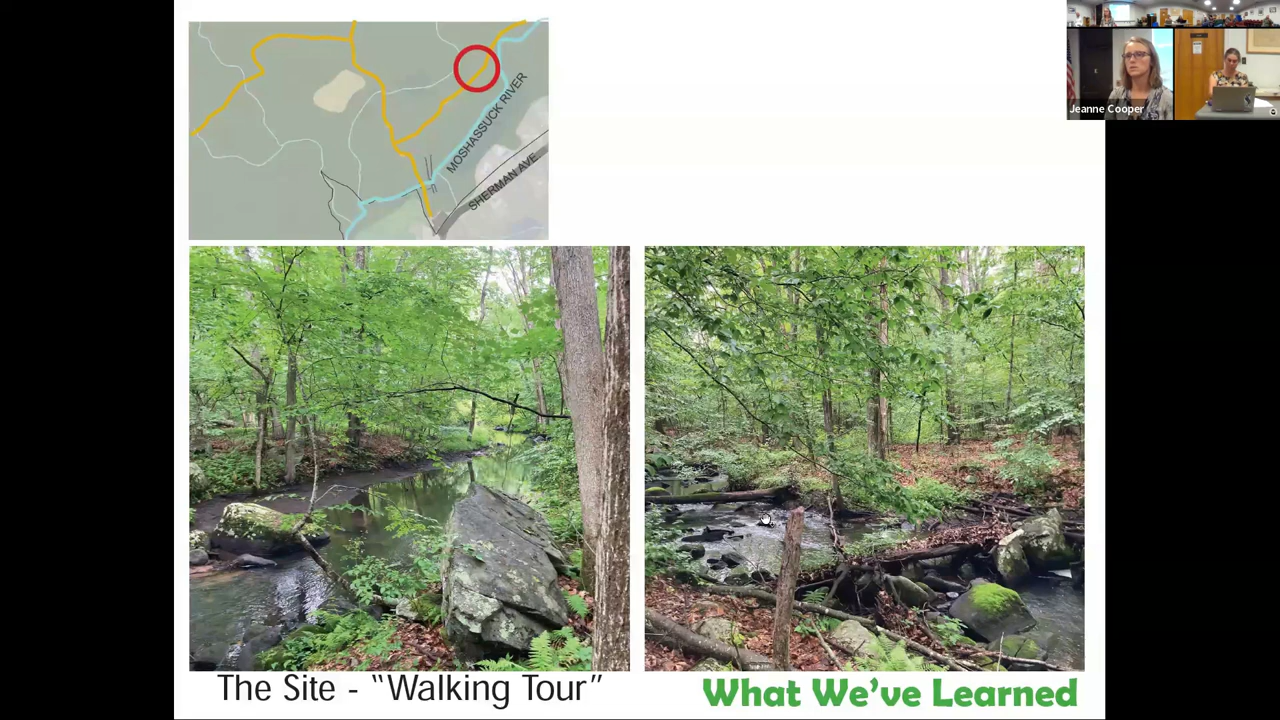 MOSHASSUCK RIVER
SHERMAN AVE
Jeanne Cooper
The Site - “Walking Tour”
What We’ve Learned